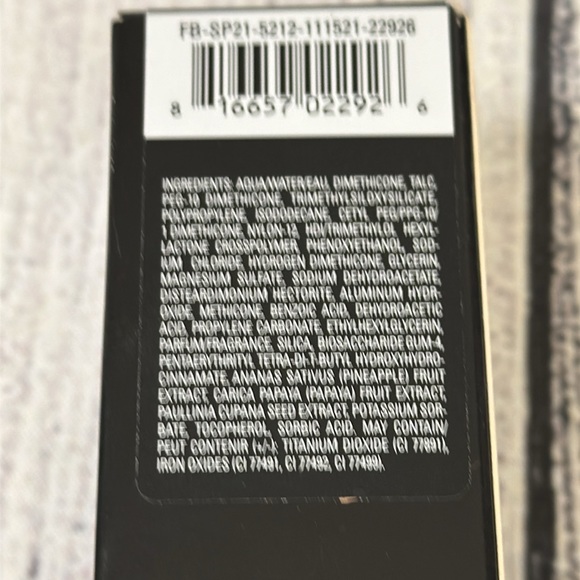 FB-SP21-5212-111521-22926
8 16657 02292 6
INGREDIENTS: AQUA/WATER/EAU, DIMETHICONE, TALC,
PEG-10 DIMETHICONE, TRIMETHYLSILOXYSILICATE,
POLYPROPYLENE, ISODODECANE, CETYL PEG/PPG-10/
1 DIMETHICONE, NYLON-12, HDI/TRIMETHYLOL HEXYL-
LACTONE CROSSPOLYMER, PHENOXYETHANOL, SOD-
IUM CHLORIDE, HYDROGEN DIMETHICONE, GLYCERIN,
MAGNESIUM SULFATE, SODIUM DEHYDROACETATE,
DISTEARDIMONIUM HECTORITE, ALUMINUM HYDR-
OXIDE, METHICONE, BENZOIC ACID, DEHYDROACETIC
ACID, PROPYLENE CARBONATE, ETHYLHEXYLGLYCERIN,
PARFUM/FRAGRANCE, SILICA, BIOSACCHARIDE GUM-4,
PENTAERYTHRITYL TETRA-DI-T-BUTYL HYDROXYHYDRO-
CINNAMATE, ANANAS SATIVUS (PINEAPPLE) FRUIT
EXTRACT, CARICA PAPAYA (PAPAYA) FRUIT EXTRACT,
PAULLINIA CUPANA SEED EXTRACT, POTASSIUM SOR-
BATE, TOCOPHEROL, SORBIC ACID, MAY CONTAIN/
PEUT CONTENIR (+/-): TITANIUM DIOXIDE (CI 77891),
IRON OXIDES (CI 77491, CI 77492, CI 77499).